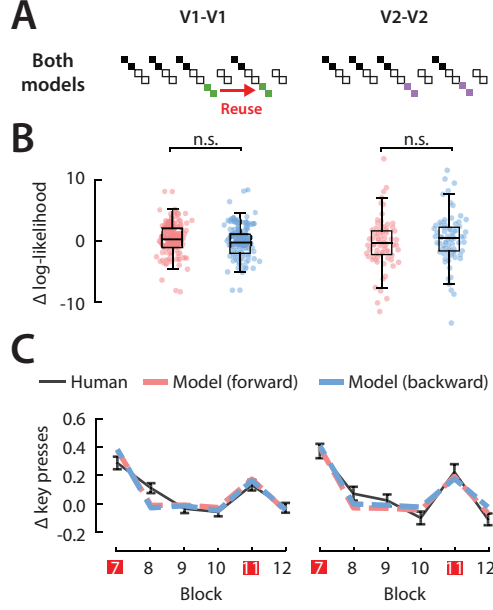 A
V1-V1
V2-V2
Both
models
Reuse
B
n.s.
n.s.
Δ log-likelihood
10
0
-10
C
Human
Model (forward)
Model (backward)
Δ key presses
0.6
0.4
0.2
0.0
-0.2
7 8 9 10 11 12
7 8 9 10 11 12
Block
Block